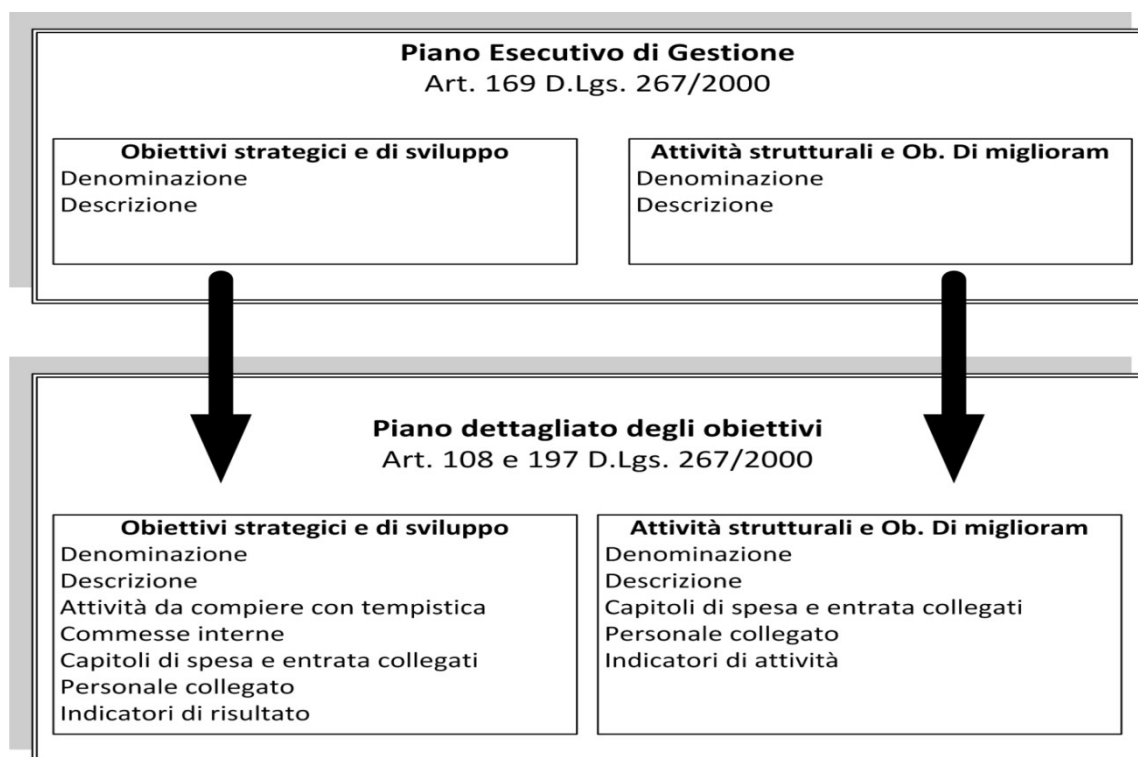 Piano Esecutivo di Gestione
Art. 169 D.Lgs. 267/2000
Obiettivi strategici e di sviluppo
Denominazione
Descrizione
Attività strutturali e Ob. Di miglioram
Denominazione
Descrizione
Piano dettagliato degli obiettivi
Art. 108 e 197 D.Lgs. 267/2000
Obiettivi strategici e di sviluppo
Denominazione
Descrizione
Attività da compiere con tempistica
Commesse interne
Capitoli di spesa e entrata collegati
Personale collegato
Indicatori di risultato
Attività strutturali e Ob. Di miglioram
Denominazione
Descrizione
Capitoli di spesa e entrata collegati
Personale collegato
Indicatori di attività